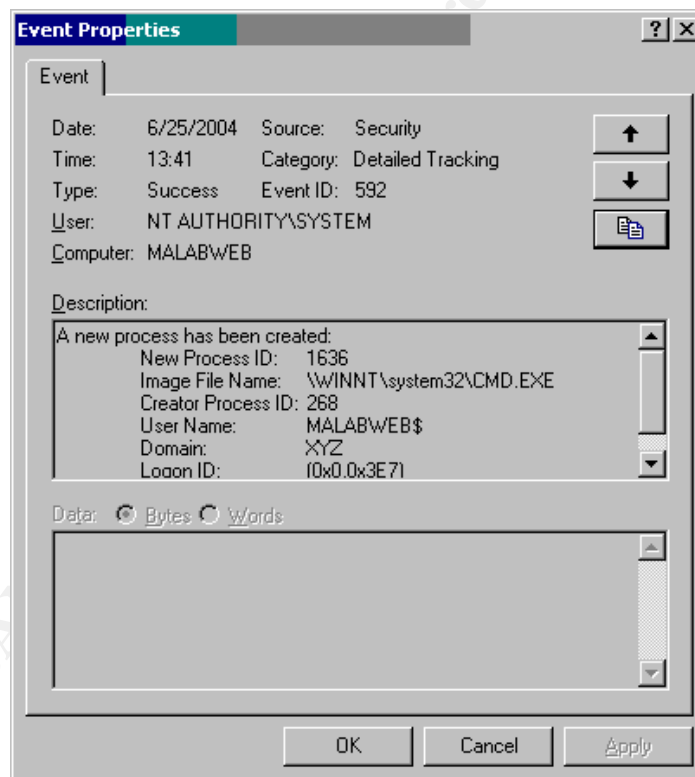 Event Properties
Event
Date: 6/25/2004 Source: Security
Time: 13:41 Category: Detailed Tracking
Type: Success Event ID: 592
User: NT AUTHORITY\SYSTEM
Computer: MALABWEB
Description:
A new process has been created:
New Process ID: 1636
Image File Name: \WINNT\system32\CMD.EXE
Creator Process ID: 268
User Name: MALABWEB$
Domain: XYZ
Logon ID: (0x0,0x3E7)
Data: Bytes Words
OK Cancel Apply